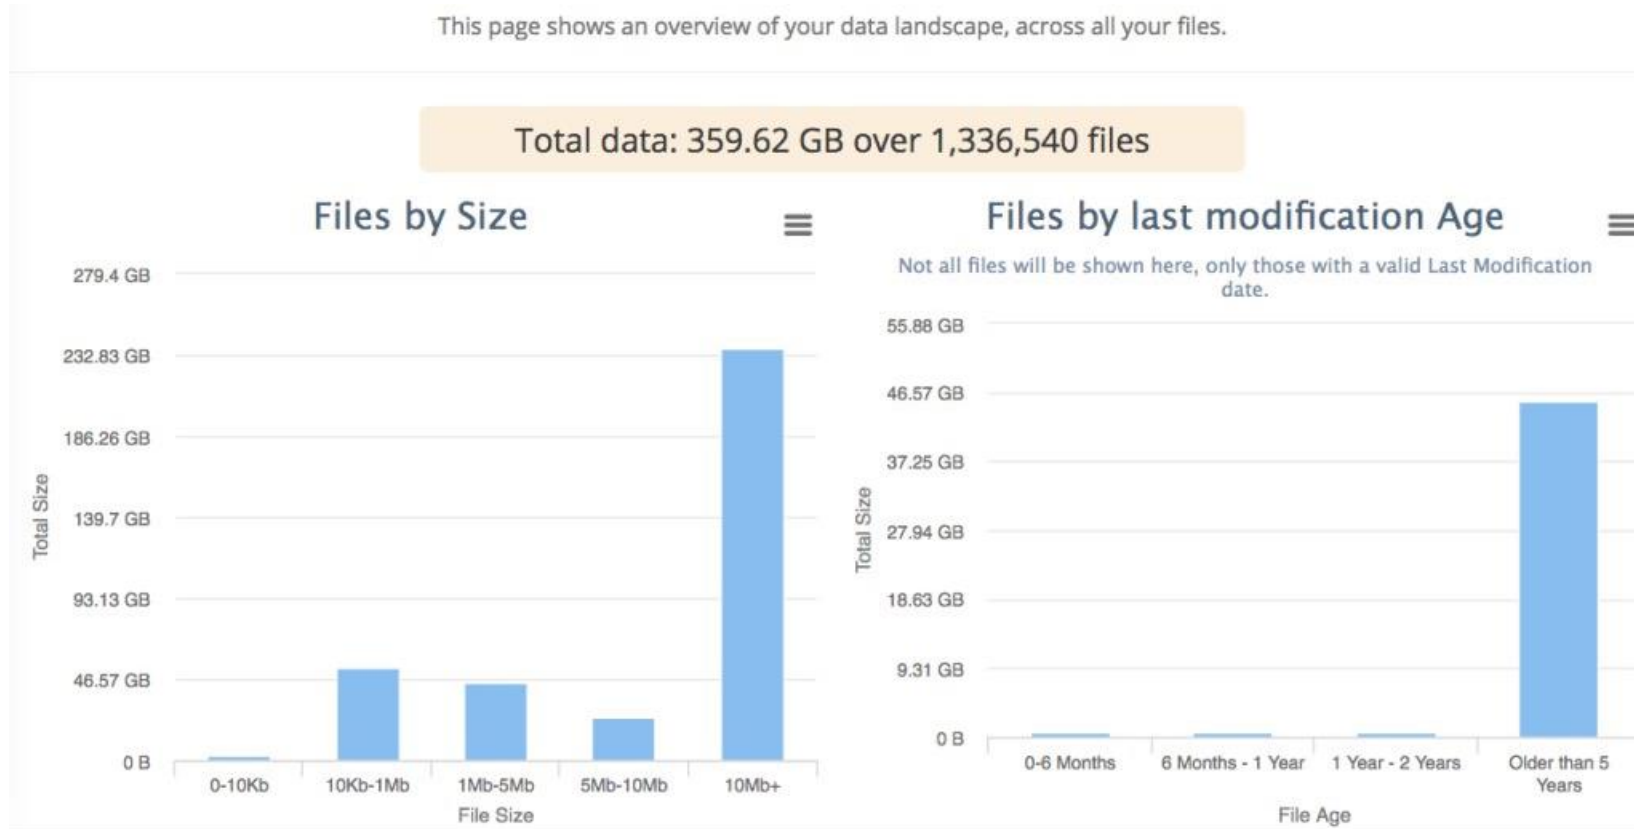 This page shows an overview of your data landscape, across all your files.
Total data: 359.62 GB over 1,336,540 files
Files by Size
279.4 GB
232.83 GB
186.26 GB
139.7 GB
93.13 GB
46.57 GB
0 B
Total Size
0-10Kb
10Kb-1Mb
1Mb-5Mb
5Mb-10Mb
10Mb+
File Size
Files by last modification Age
Not all files will be shown here, only those with a valid Last Modification
date.
55.88 GB
46.57 GB
37.25 GB
27.94 GB
18.63 GB
9.31 GB
0 B
Total Size
0-6 Months
6 Months - 1 Year
1 Year - 2 Years
Older than 5
Years
File Age